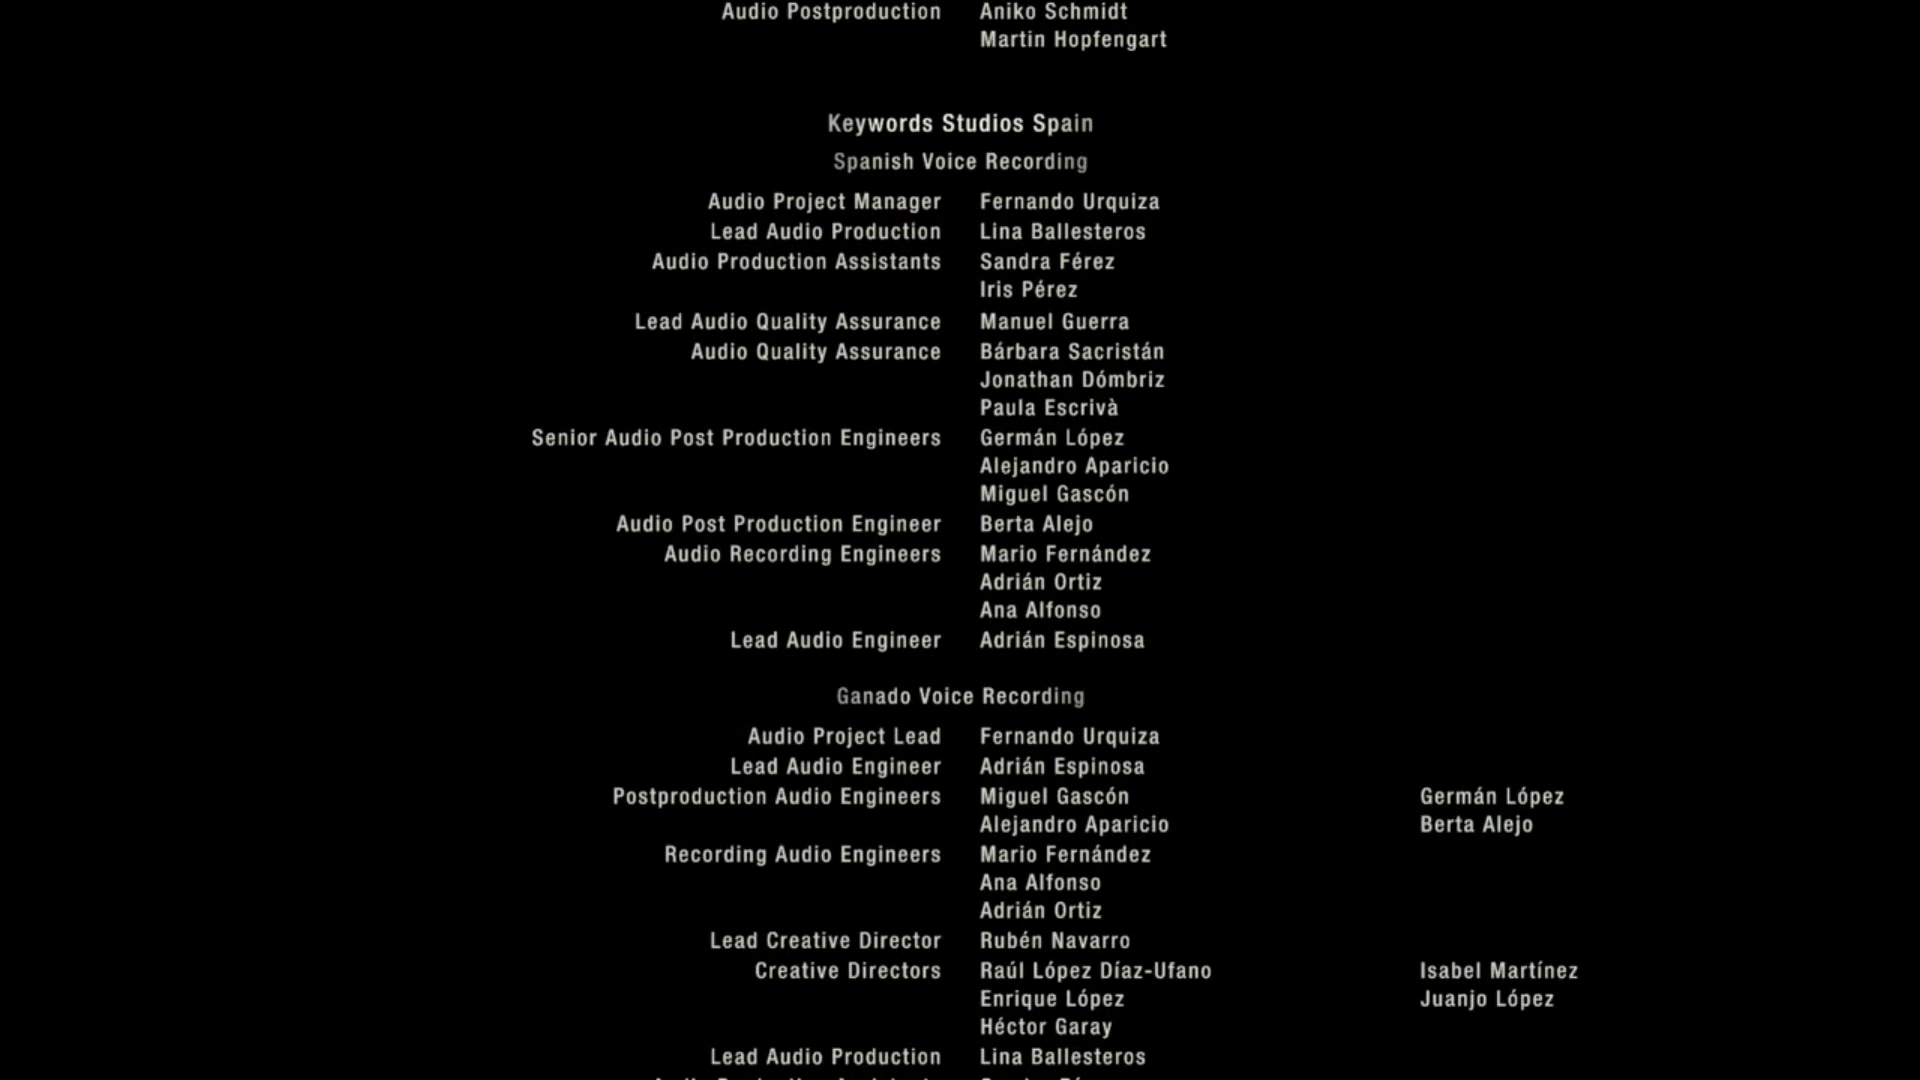 Audio Postproduction Aniko Schmidt
Martin Hopfengart
Keywords Studios Spain
Spanish Voice Recording
Audio Project Manager Fernando Urquiza
Lead Audio Production Lina Ballesteros
Audio Production Assistants Sandra Férez
Iris Pérez
Lead Audio Quality Assurance Manuel Guerra
Audio Quality Assurance Bárbara Sacristán
Jonathan Dómbriz
Paula Escrivà
Senior Audio Post Production Engineers Germán López
Alejandro Aparicio
Miguel Gascón
Audio Post Production Engineer Berta Alejo
Audio Recording Engineers Mario Fernández
Adrián Ortiz
Ana Alfonso
Lead Audio Engineer Adrián Espinosa
Ganado Voice Recording
Audio Project Lead Fernando Urquiza
Lead Audio Engineer Adrián Espinosa
Postproduction Audio Engineers Miguel Gascón Germán López
Alejandro Aparicio Berta Alejo
Recording Audio Engineers Mario Fernández
Ana Alfonso
Adrián Ortiz
Lead Creative Director Rubén Navarro
Creative Directors Raúl López Díaz-Ufano Isabel Martínez
Enrique López Juanjo López
Héctor Garay
Lead Audio Production Lina Ballesteros